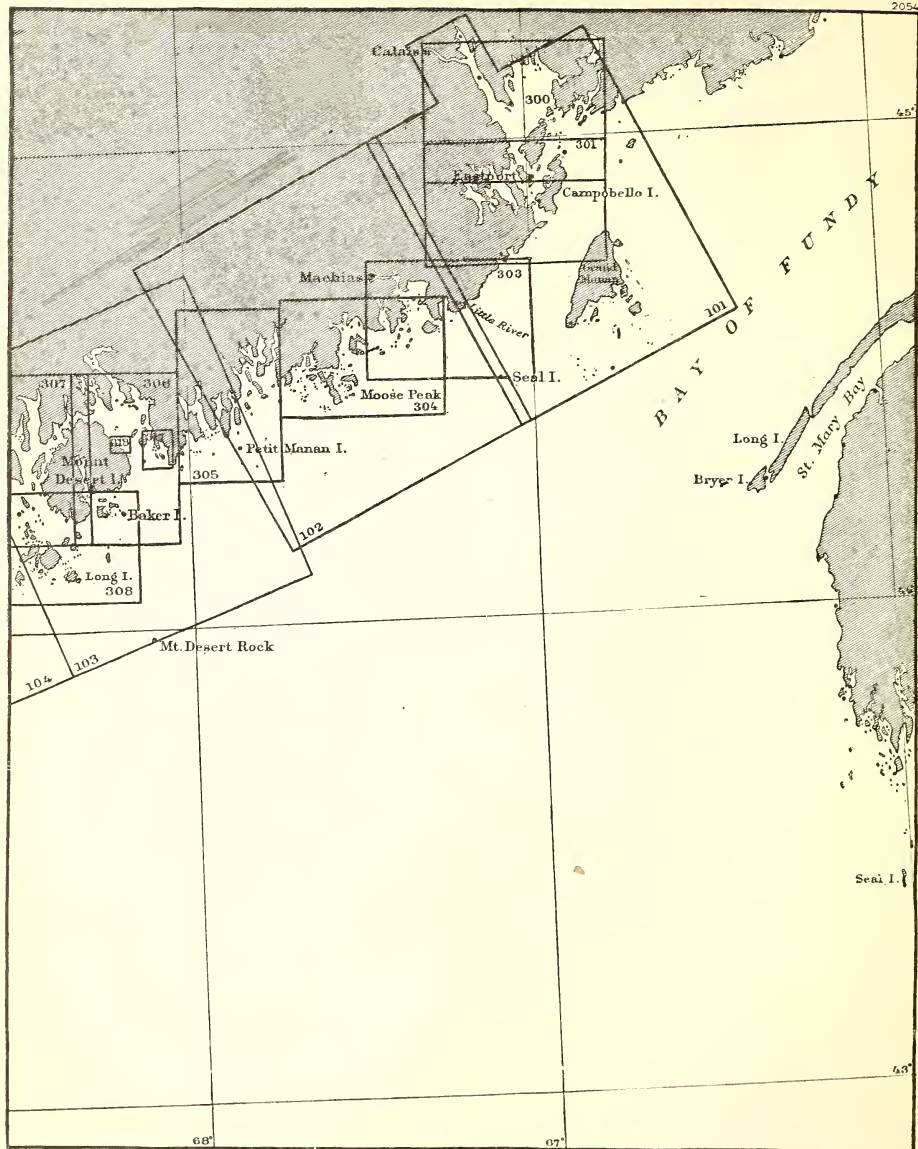 2054
Calais
300
45°
301
Eastport
Campobello I.
BAY OF FUNDY
303
Grand Manan
Machias
Little River
101
Seal I.
Moose Peak
304
307
306
Long I.
St. Mary Bay
Petit Manan I.
Bryer I.
305
Mount
Desert I.
Baker I.
102
Long I.
308
Mt. Desert Rock
103
104
Seal I.
43°
68°
67°